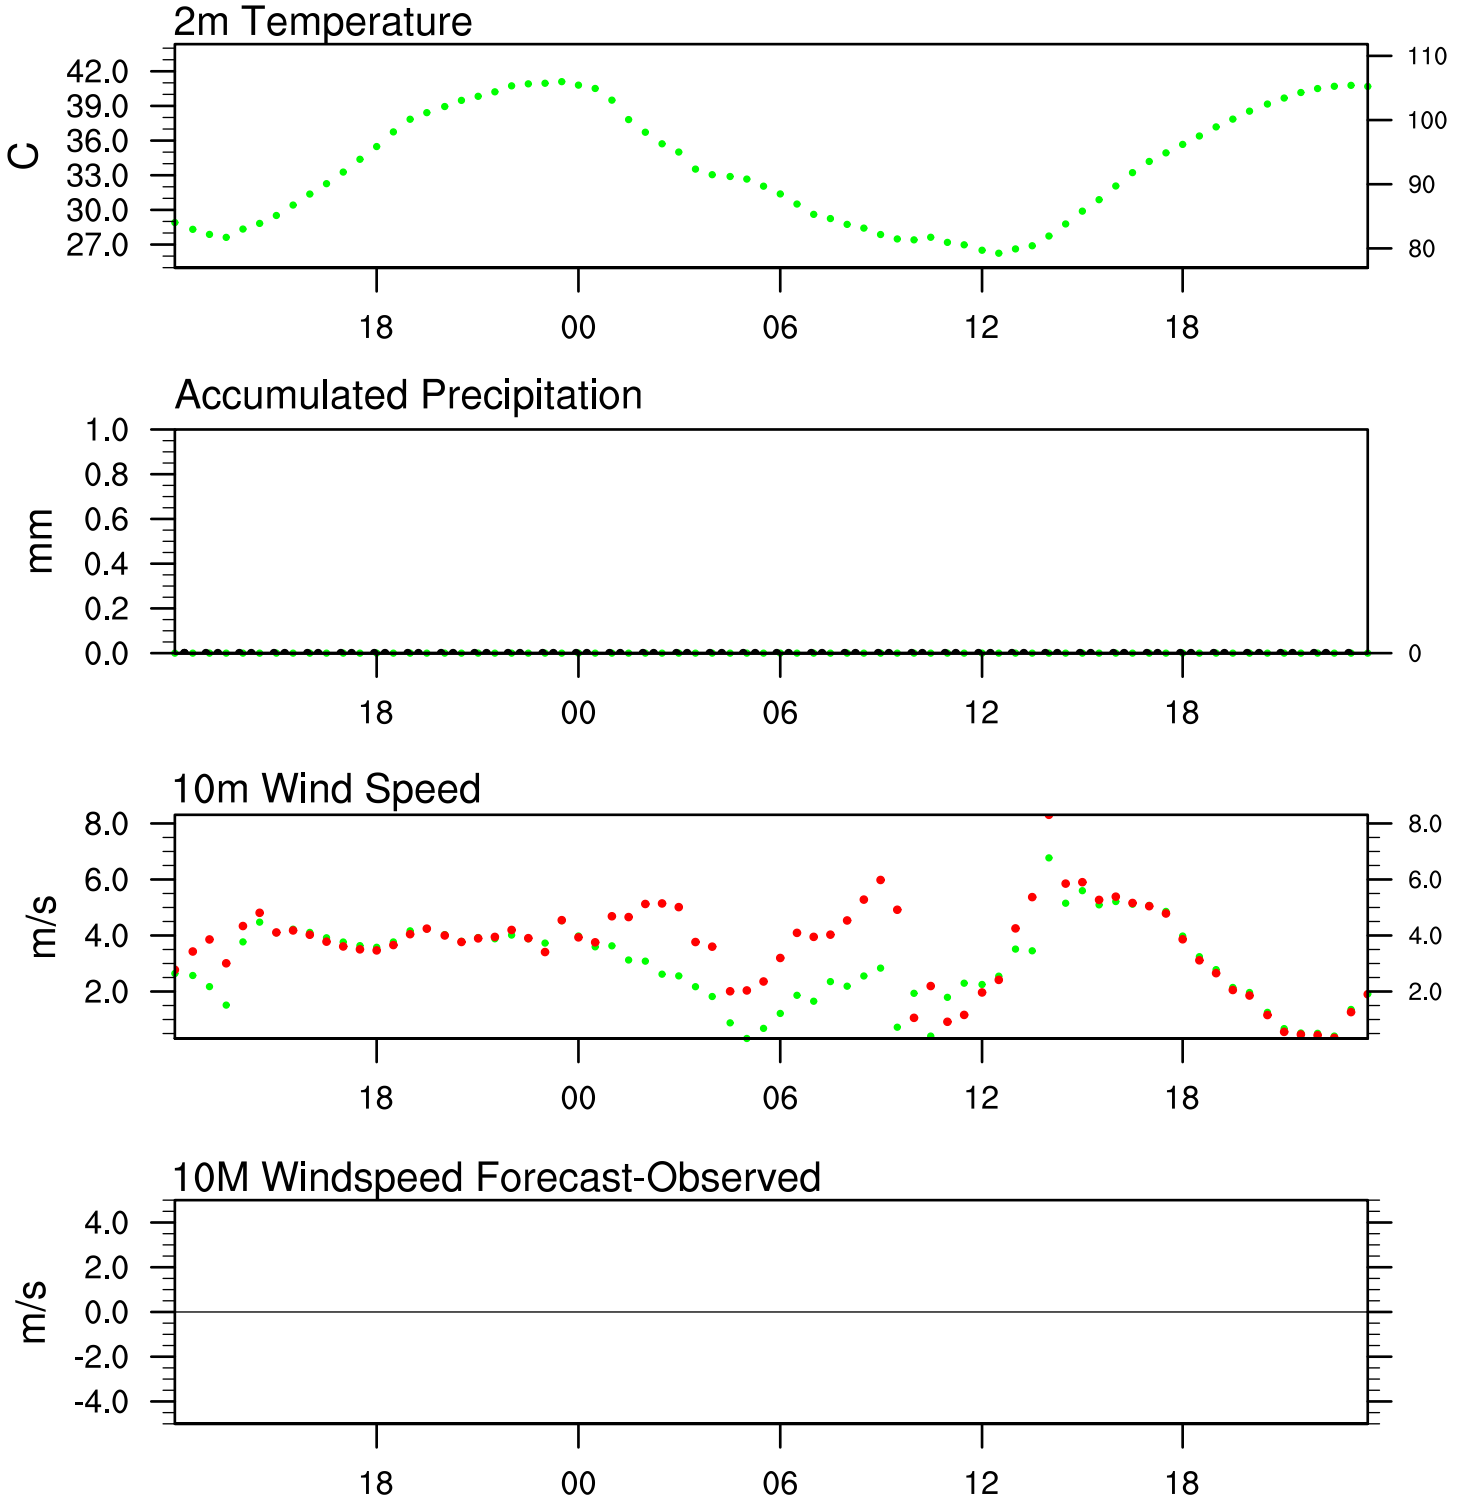 2m Temperature
42.0
39.0
36.0
33.0
30.0
27.0
C
110
100
90
80
18 00 06 12 18
Accumulated Precipitation
1.0
0.8
0.6
0.4
0.2
0.0
mm
0
18 00 06 12 18
10m Wind Speed
8.0
6.0
4.0
2.0
m/s
8.0
6.0
4.0
2.0
18 00 06 12 18
10M Windspeed Forecast-Observed
4.0
2.0
0.0
-2.0
-4.0
m/s
18 00 06 12 18